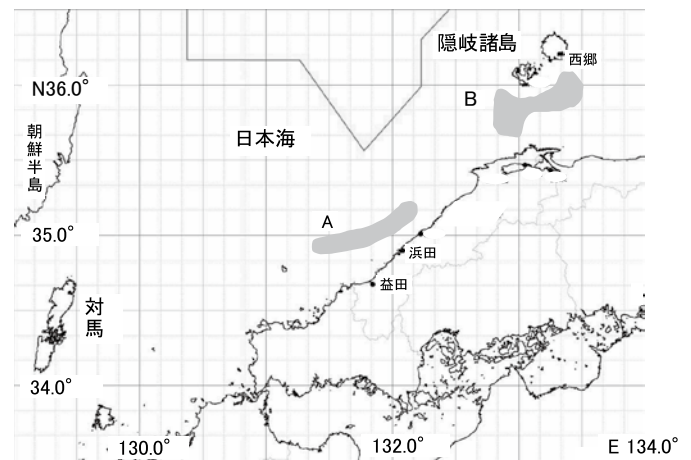 隠岐諸島
西郷
N36.0°
B
朝鮮半島
日本海
A
35.0°
浜田
益田
対馬
34.0°
130.0°
132.0°
E 134.0°